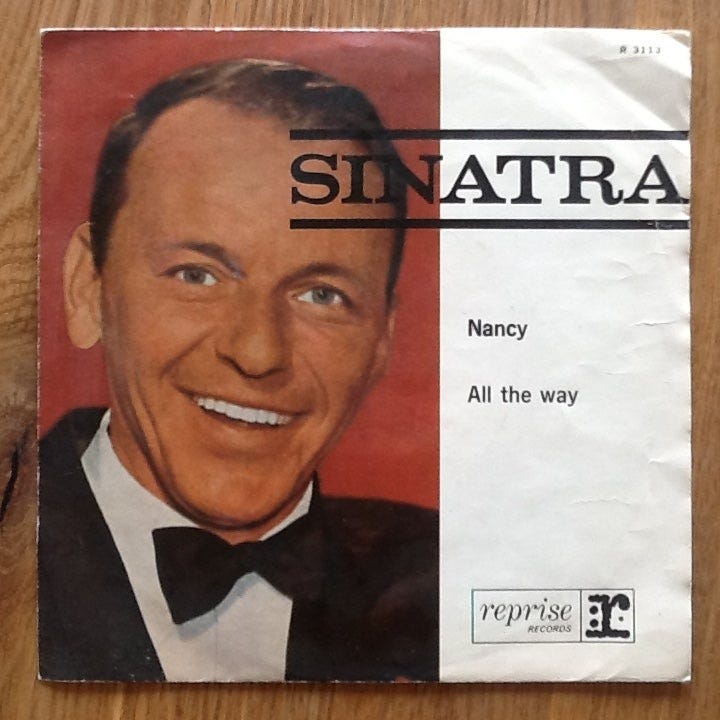 R 3113
SINATRA
Nancy
All the way
reprise
RECORDS
r